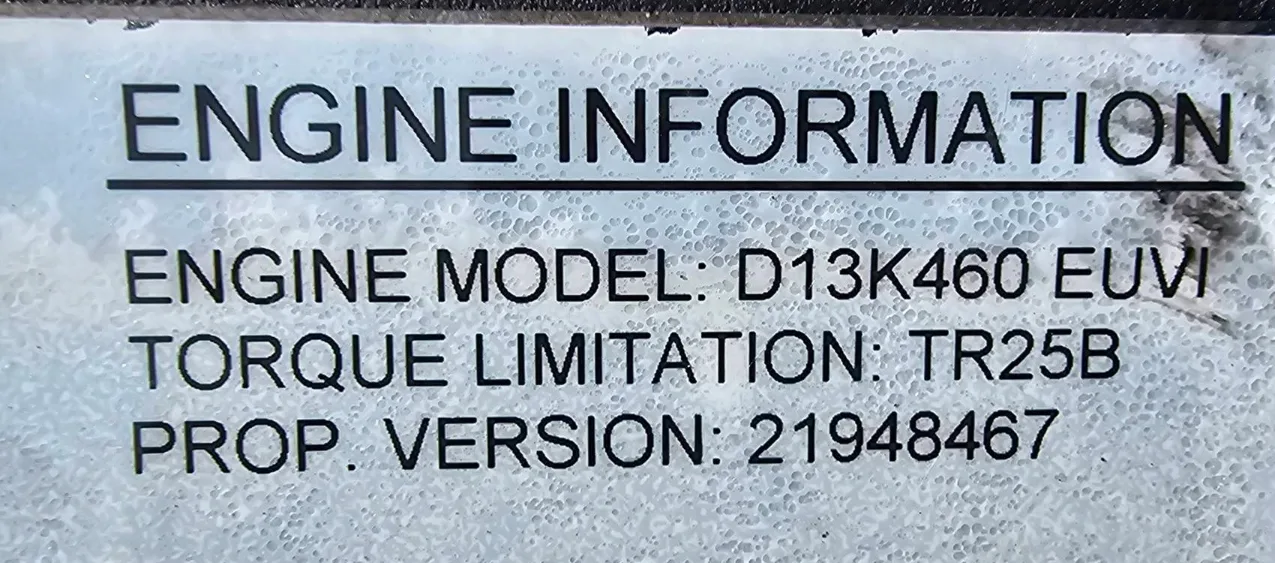 ENGINE INFORMATION
ENGINE MODEL: D13K460 EUVI
TORQUE LIMITATION: TR25B
PROP. VERSION: 21948467